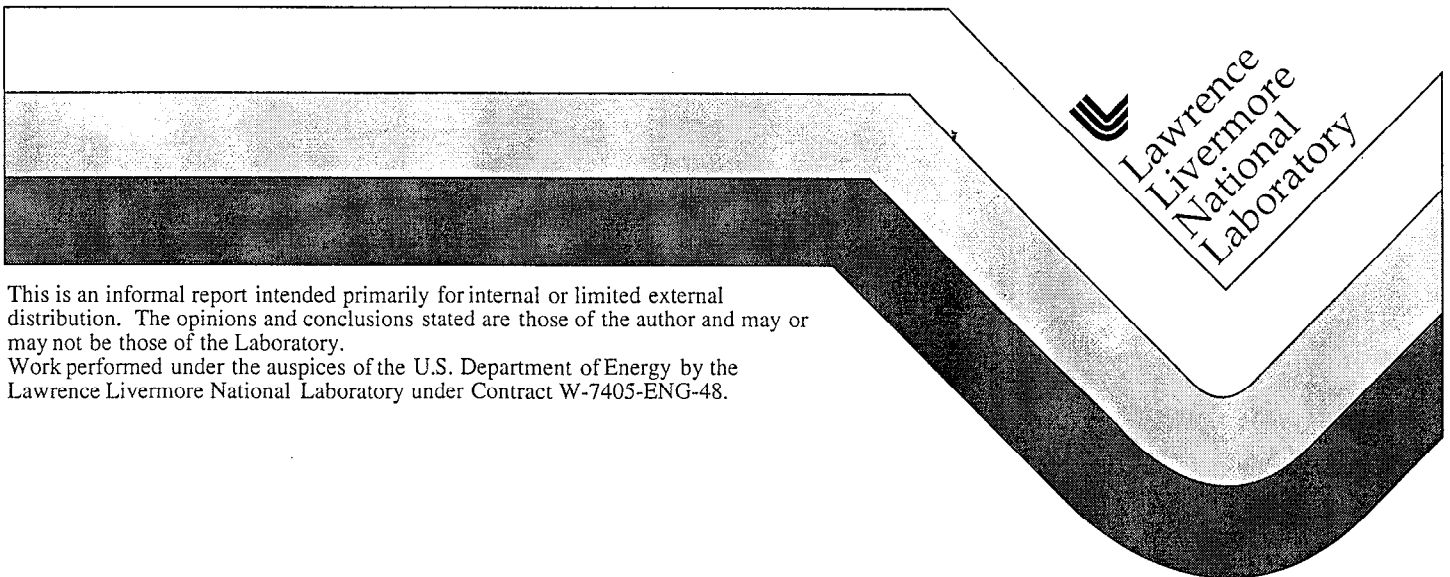 Lawrence
Livermore
National
Laboratory
This is an informal report intended primarily for internal or limited external
distribution. The opinions and conclusions stated are those of the author and may or
may not be those of the Laboratory.
Work performed under the auspices of the U.S. Department of Energy by the
Lawrence Livermore National Laboratory under Contract W-7405-ENG-48.